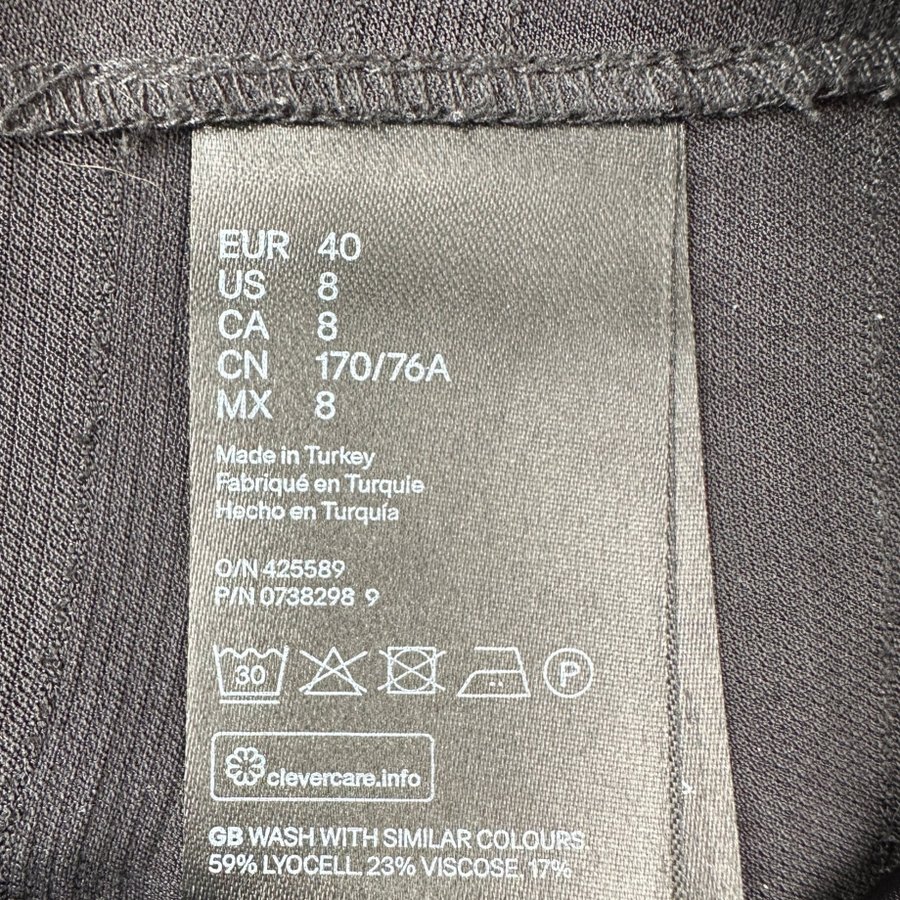 EUR 40
US 8
CA 8
CN 170/76A
MX 8
Made in Turkey
Fabriqué en Turquie
Hecho en Turquía
O/N 425589
P/N 0738298 9
30 P
clevercare.info
GB WASH WITH SIMILAR COLOURS
59% LYOCELL 23% VISCOSE 17%